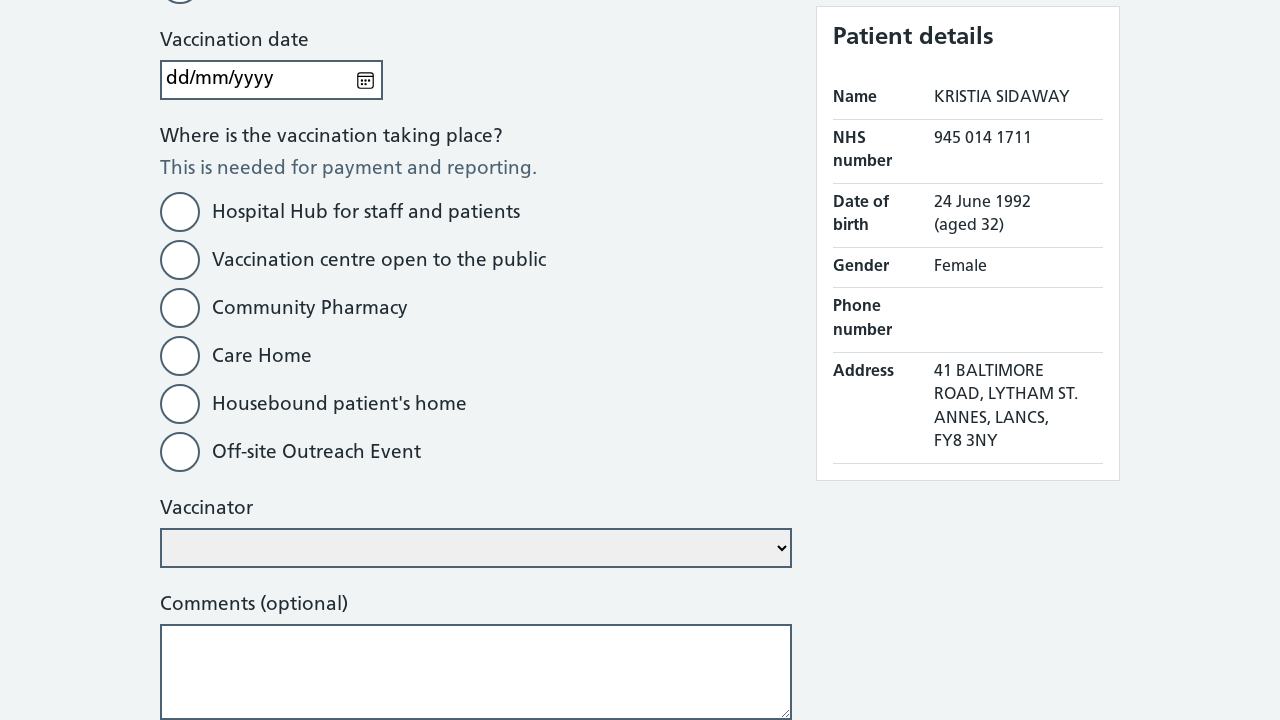 Vaccination date
dd/mm/yyyy
Where is the vaccination taking place?
This is needed for payment and reporting.
Hospital Hub for staff and patients
Vaccination centre open to the public
Community Pharmacy
Care Home
Housebound patient's home
Off-site Outreach Event
Vaccinator
Comments (optional)
Patient details
Name KRISTIA SIDAWAY
NHS 945 014 1711
number
Date of 24 June 1992
birth (aged 32)
Gender Female
Phone
number
Address 41 BALTIMORE
ROAD, LYTHAM ST.
ANNES, LANCS,
FY8 3NY